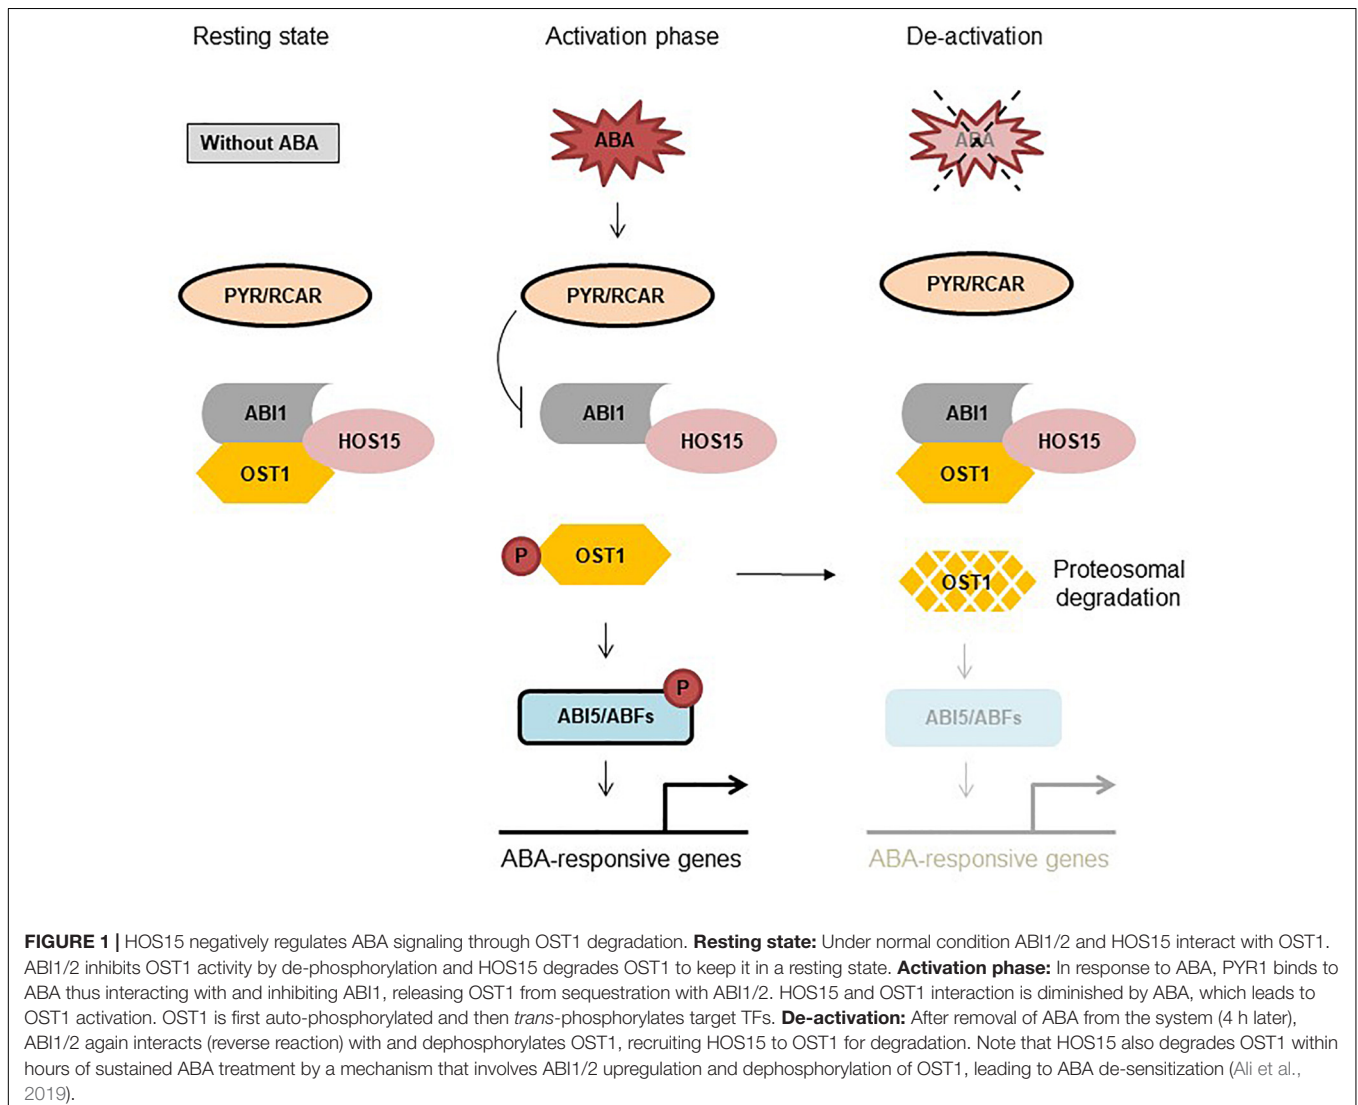 Resting state
Activation phase
De-activation
Without ABA
ABA
ABA
PYR/RCAR
PYR/RCAR
PYR/RCAR
ABI1
HOS15
OST1
ABI1
HOS15
ABI1
HOS15
OST1
P
OST1
OST1
Proteosomal
degradation
P
ABI5/ABFs
ABI5/ABFs
ABA-responsive genes
ABA-responsive genes
FIGURE 1 | HOS15 negatively regulates ABA signaling through OST1 degradation. Resting state: Under normal condition ABI1/2 and HOS15 interact with OST1.
ABI1/2 inhibits OST1 activity by de-phosphorylation and HOS15 degrades OST1 to keep it in a resting state. Activation phase: In response to ABA, PYR1 binds to
ABA thus interacting with and inhibiting ABI1, releasing OST1 from sequestration with ABI1/2. HOS15 and OST1 interaction is diminished by ABA, which leads to
OST1 activation. OST1 is first auto-phosphorylated and then trans-phosphorylates target TFs. De-activation: After removal of ABA from the system (4 h later),
ABI1/2 again interacts (reverse reaction) with and dephosphorylates OST1, recruiting HOS15 to OST1 for degradation. Note that HOS15 also degrades OST1 within
hours of sustained ABA treatment by a mechanism that involves ABI1/2 upregulation and dephosphorylation of OST1, leading to ABA de-sensitization (Ali et al.,
2019).